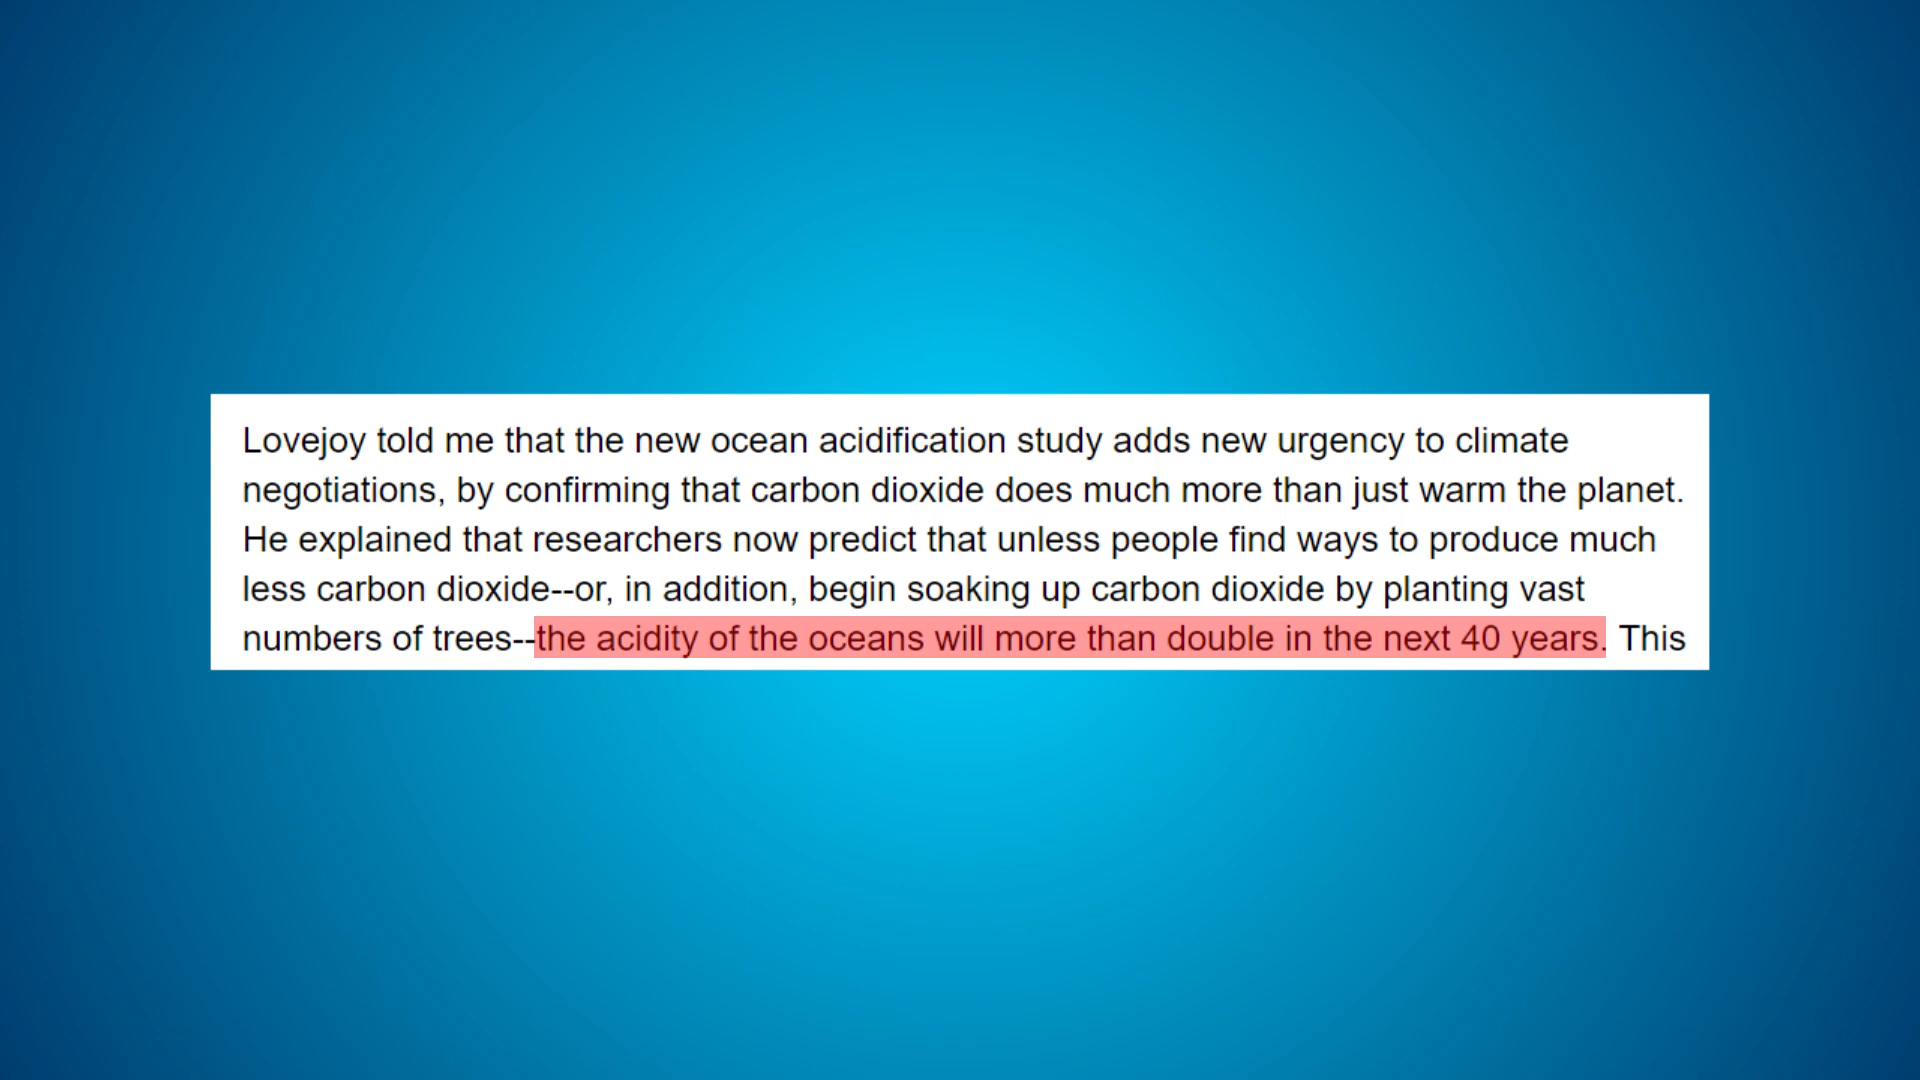 Lovejoy told me that the new ocean acidification study adds new urgency to climate
negotiations, by confirming that carbon dioxide does much more than just warm the planet.
He explained that researchers now predict that unless people find ways to produce much
less carbon dioxide--or, in addition, begin soaking up carbon dioxide by planting vast
numbers of trees--the acidity of the oceans will more than double in the next 40 years. This